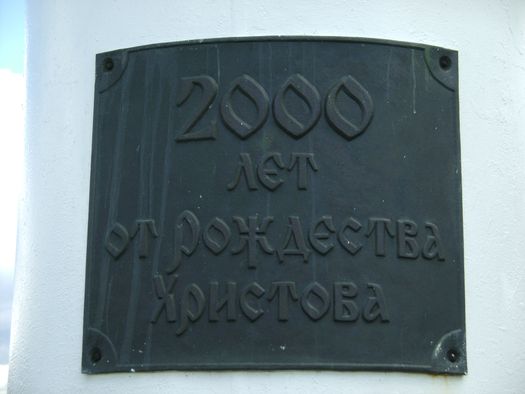 2000
лет
от Рождества
Христова